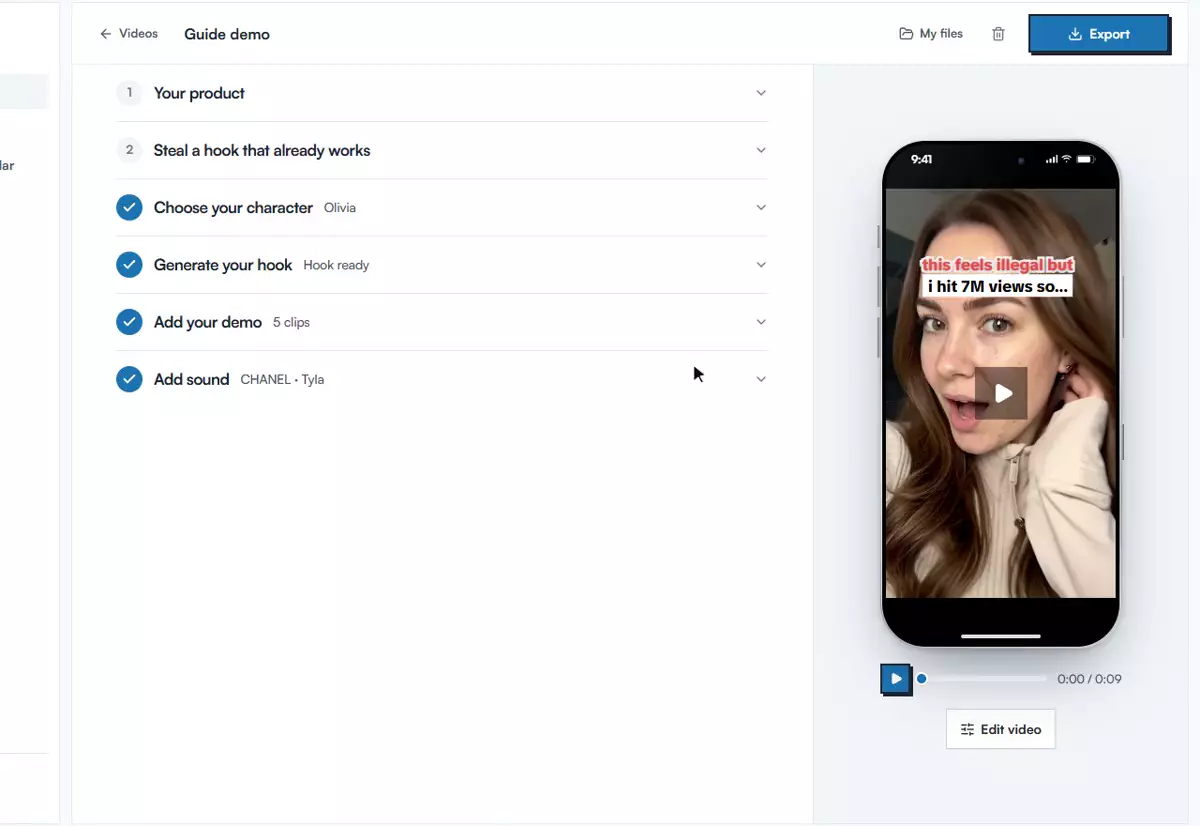 Videos
Guide demo
My files
Export
1
Your product
2
Steal a hook that already works
lar
Choose your character Olivia
Generate your hook Hook ready
Add your demo 5 clips
Add sound CHANEL • Tyla
9:41
this feels illegal but
i hit 7M views so...
0:00 / 0:09
Edit video